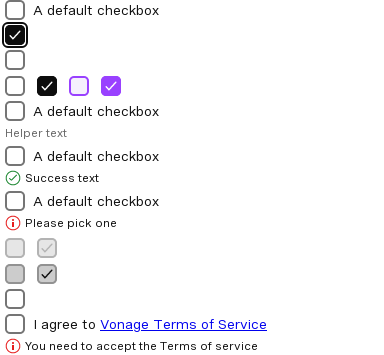 A default checkbox
A default checkbox
Helper text
A default checkbox
Success text
A default checkbox
Please pick one
I agree to Vonage Terms of Service
You need to accept the Terms of service